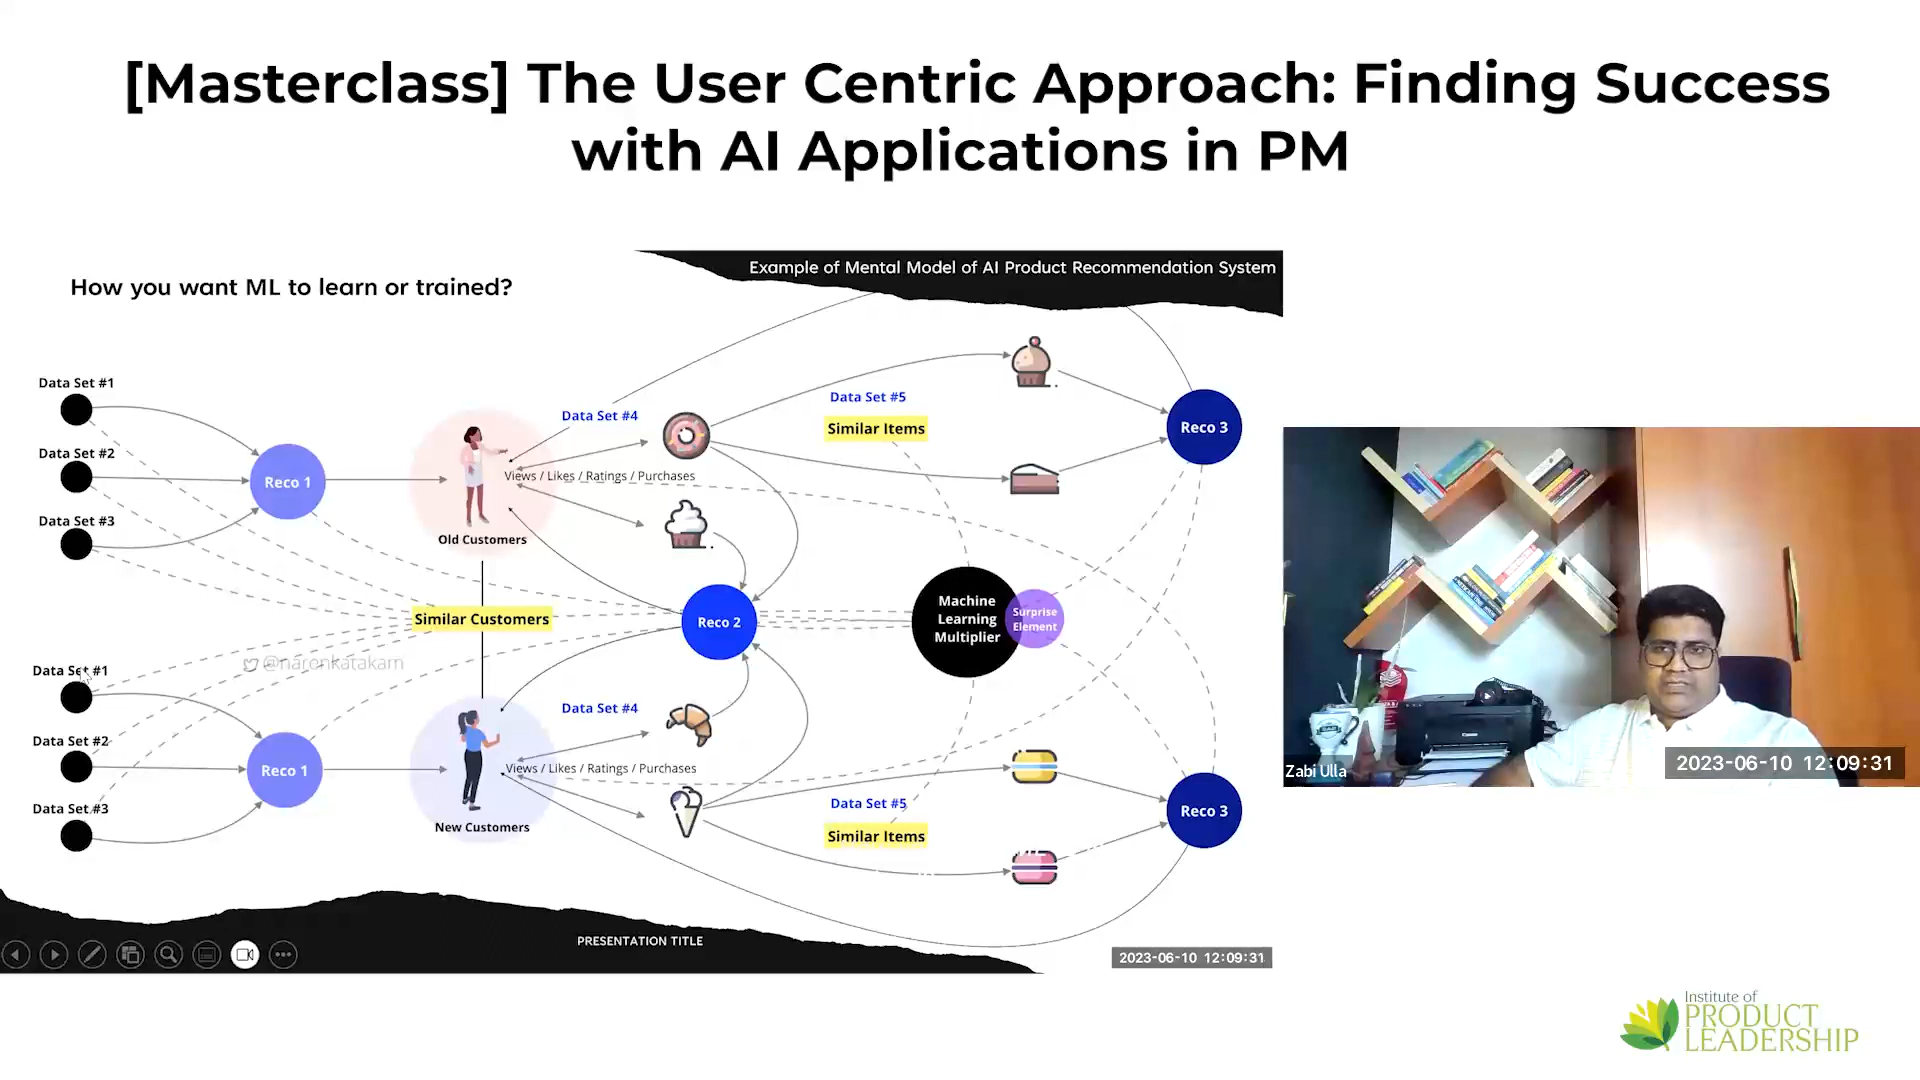 [Masterclass] The User Centric Approach: Finding Success
with AI Applications in PM
Example of Mental Model of AI Product Recommendation System
How you want ML to learn or trained?
Data Set #1
Data Set #2
Data Set #3
Reco 1
Old Customers
Data Set #4
Views / Likes / Ratings / Purchases
Data Set #5
Similar Items
Reco 3
Similar Customers
Reco 2
Machine
Learning
Multiplier
Surprise
Element
@narenkatakam
Data Set #1
Data Set #2
Data Set #3
Reco 1
New Customers
Data Set #4
Views / Likes / Ratings / Purchases
Data Set #5
Similar Items
Reco 3
PRESENTATION TITLE
2023-06-10 12:09:31
Zabi Ulla
Canon
2023-06-10 12:09:31
Institute of
PRODUCT
LEADERSHIP